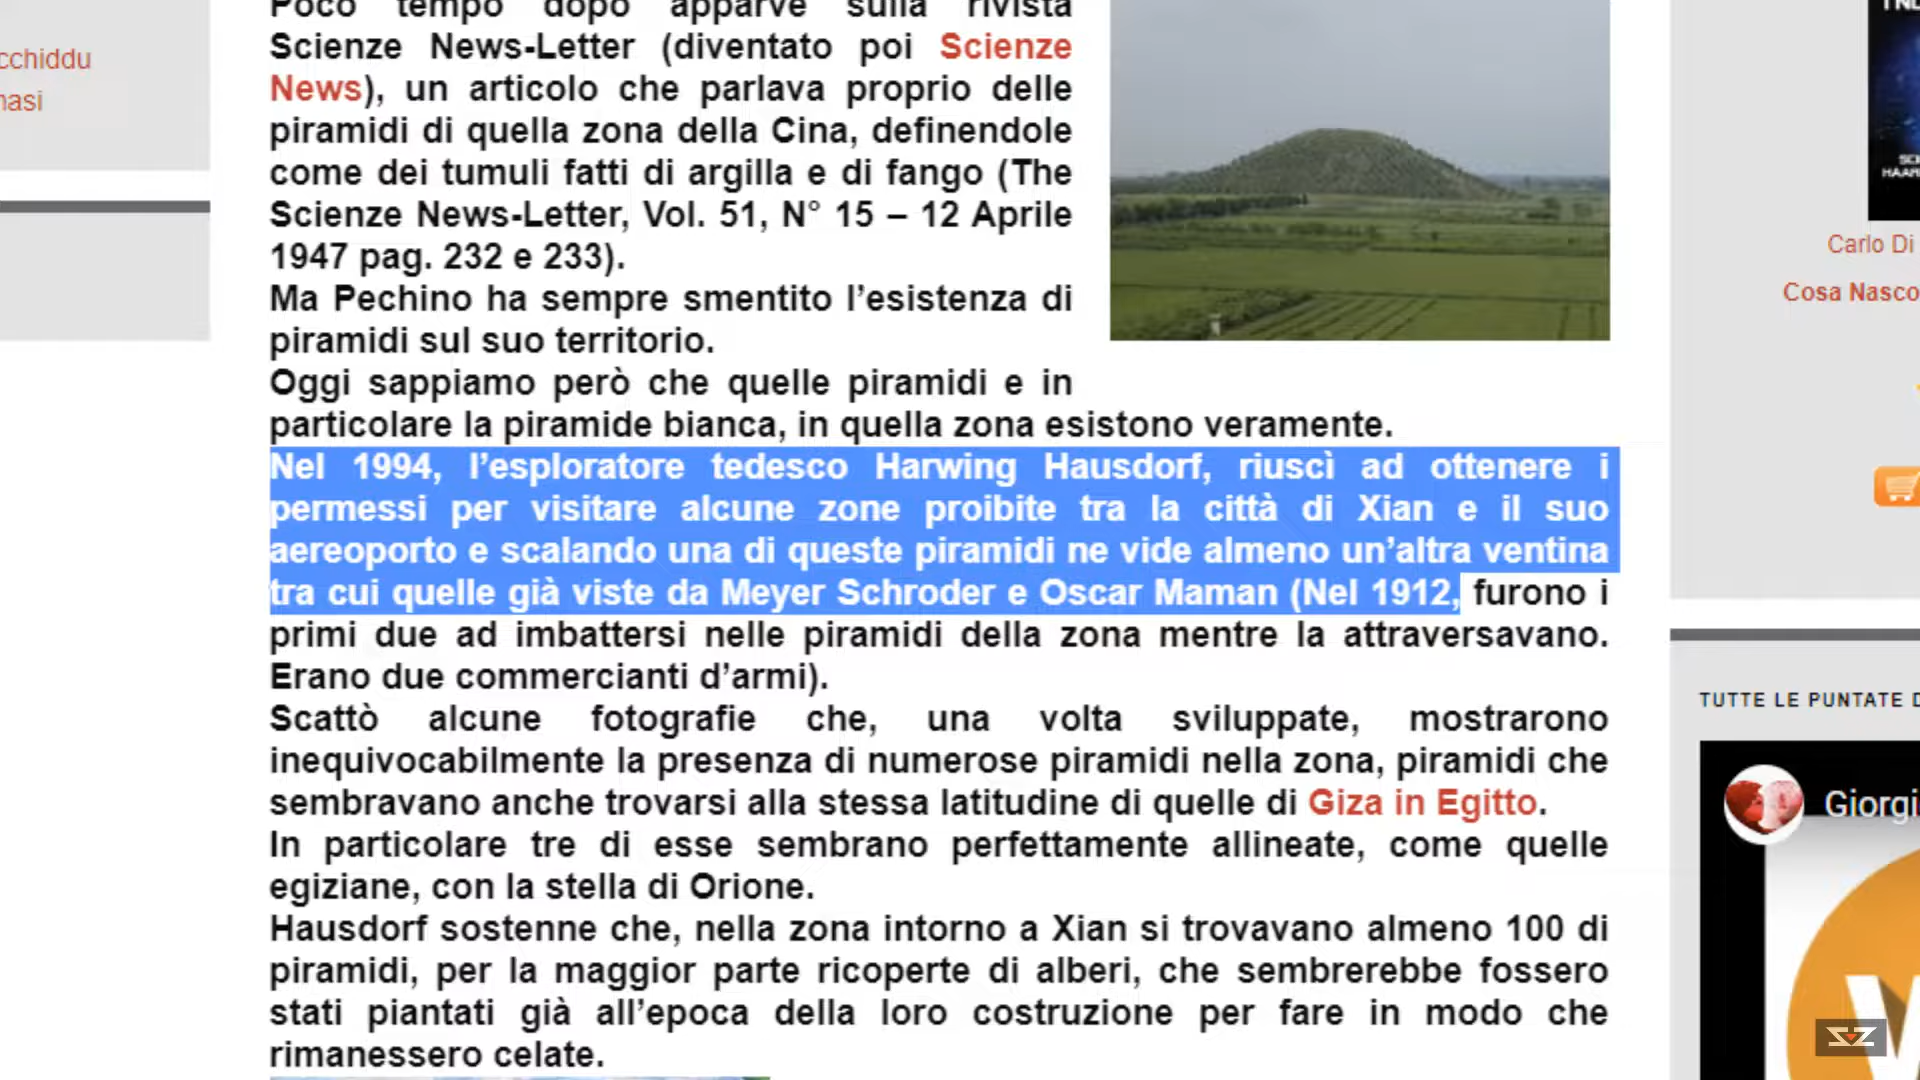 cchiddu
nasi
Poco tempo dopo apparve sulla rivista
Scienze News-Letter (diventato poi Scienze
News), un articolo che parlava proprio delle
piramidi di quella zona della Cina, definendole
come dei tumuli fatti di argilla e di fango (The
Scienze News-Letter, Vol. 51, N° 15 – 12 Aprile
1947 pag. 232 e 233).
Ma Pechino ha sempre smentito l’esistenza di
piramidi sul suo territorio.
Oggi sappiamo però che quelle piramidi e in
particolare la piramide bianca, in quella zona esistono veramente.
Nel 1994, l’esploratore tedesco Harwing Hausdorf, riuscì ad ottenere i
permessi per visitare alcune zone proibite tra la città di Xian e il suo
aereoporto e scalando una di queste piramidi ne vide almeno un’altra ventina
tra cui quelle già viste da Meyer Schroder e Oscar Maman (Nel 1912, furono i
primi due ad imbattersi nelle piramidi della zona mentre la attraversavano.
Erano due commercianti d’armi).
Scattò alcune fotografie che, una volta sviluppate, mostrarono
inequivocabilmente la presenza di numerose piramidi nella zona, piramidi che
sembravano anche trovarsi alla stessa latitudine di quelle di Giza in Egitto.
In particolare tre di esse sembrano perfettamente allineate, come quelle
egiziane, con la stella di Orione.
Hausdorf sostenne che, nella zona intorno a Xian si trovavano almeno 100 di
piramidi, per la maggior parte ricoperte di alberi, che sembrerebbe fossero
stati piantati già all’epoca della loro costruzione per fare in modo che
rimanessero celate.
HAAR
Carlo Di
Cosa Nasco
TUTTE LE PUNTATE D
Giorgi